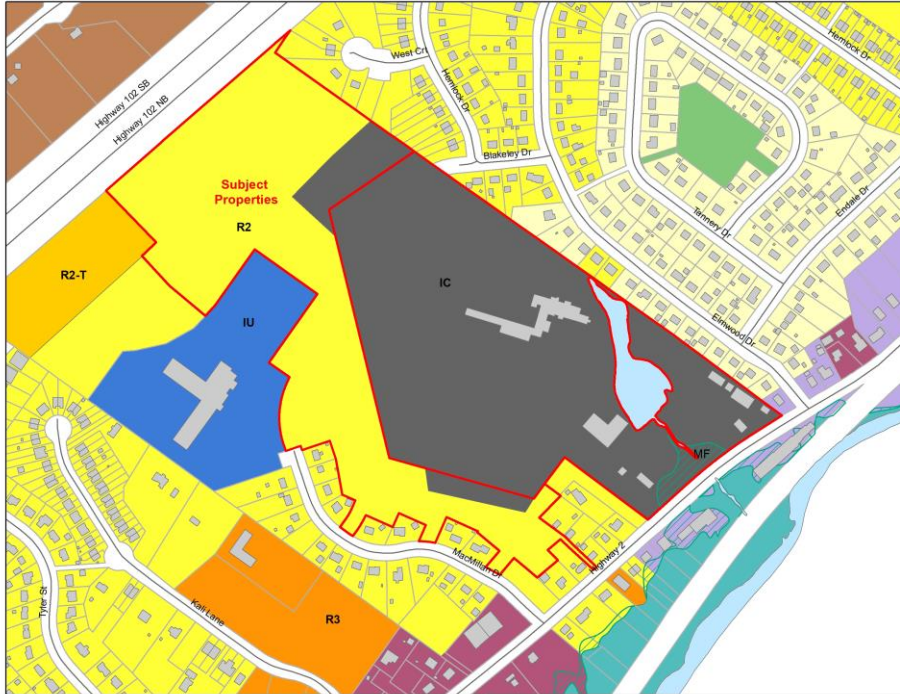 West Crt
Hemlock Dr
Hemlock Dr
Highway 102 SB
Highway 102 NB
Blakeley Dr
Subject
Properties
R2
Tannery Dr
Endale Dr
R2-T
IC
IU
Elmwood Dr
MF
Highway 2
MacMillan Dr
Tyler St
Kali Lane
R3